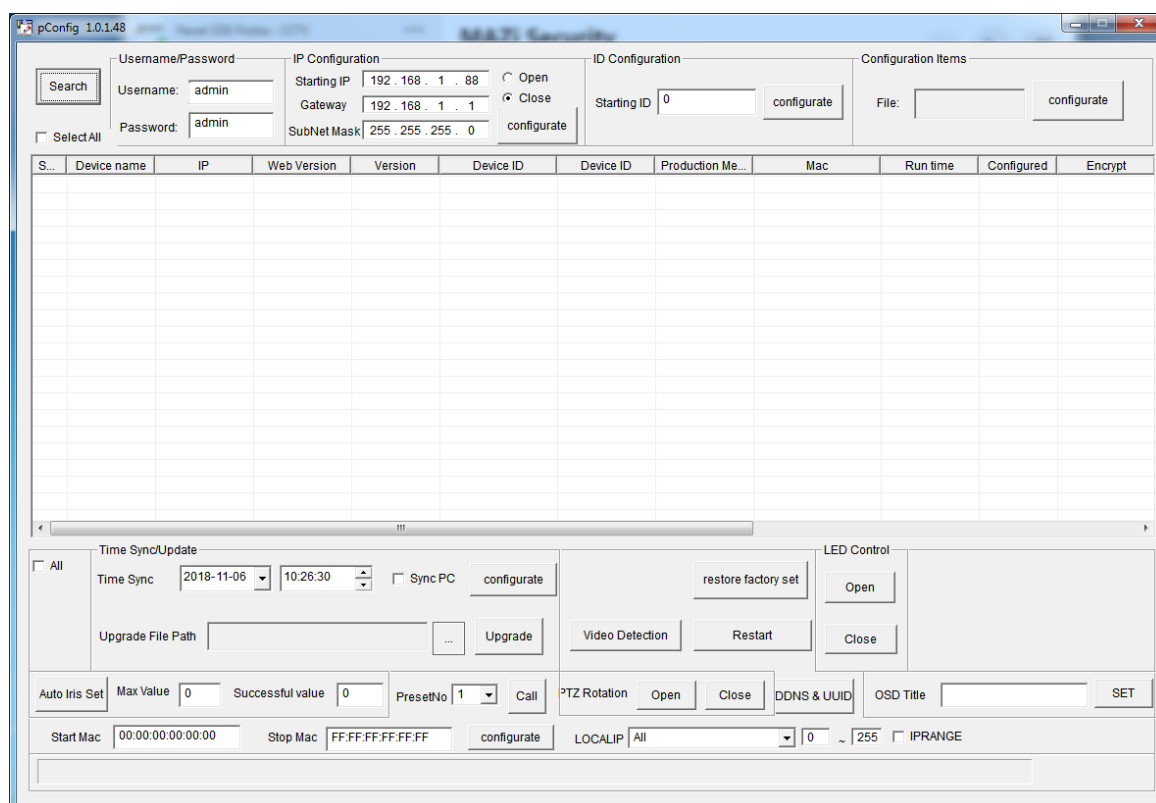 pConfig 1.0.1.48
MAZi Security
Username/Password
IP Configuration
ID Configuration
Configuration Items
Search
Username: admin
Starting IP 192 . 168 . 1 . 88
Open
Gateway 192 . 168 . 1 . 1
Close
Starting ID 0 configurate
File: configurate
Select All
Password: admin
SubNet Mask 255 . 255 . 255 . 0
configurate
S... Device name IP Web Version Version Device ID Device ID Production Me... Mac Run time Configured Encrypt
All
Time Sync/Update
Time Sync 2018-11-06 10:26:30 Sync PC configurate
restore factory set
LED Control
Open
Upgrade File Path ... Upgrade
Video Detection Restart
Close
Auto Iris Set Max Value 0 Successful value 0 PresetNo 1 Call PTZ Rotation Open Close DDNS & UUID OSD Title SET
Start Mac 00:00:00:00:00:00 Stop Mac FF:FF:FF:FF:FF:FF configurate LOCALIP All 0 ~ 255 IPRANGE